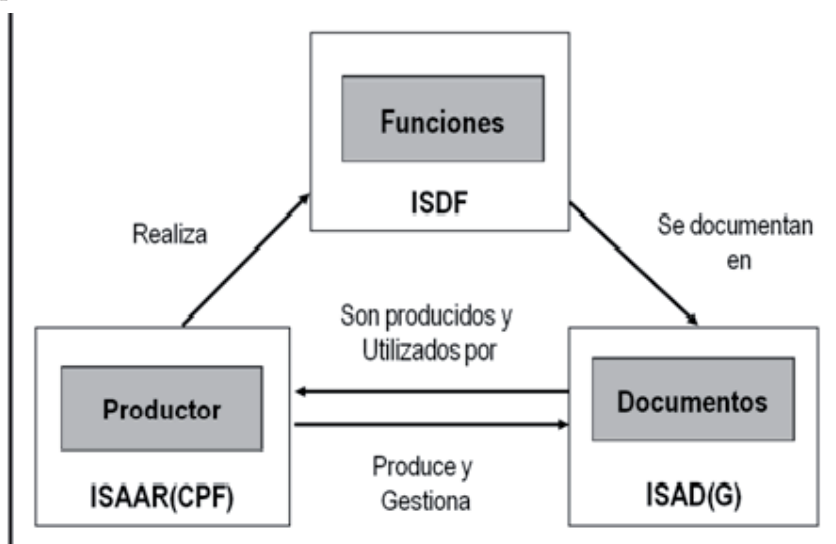 Funciones
ISDF
Realiza
Se documentan
en
Son producidos y
Utilizados por
Productor
ISAAR(CPF)
Documentos
ISAD(G)
Produce y
Gestiona